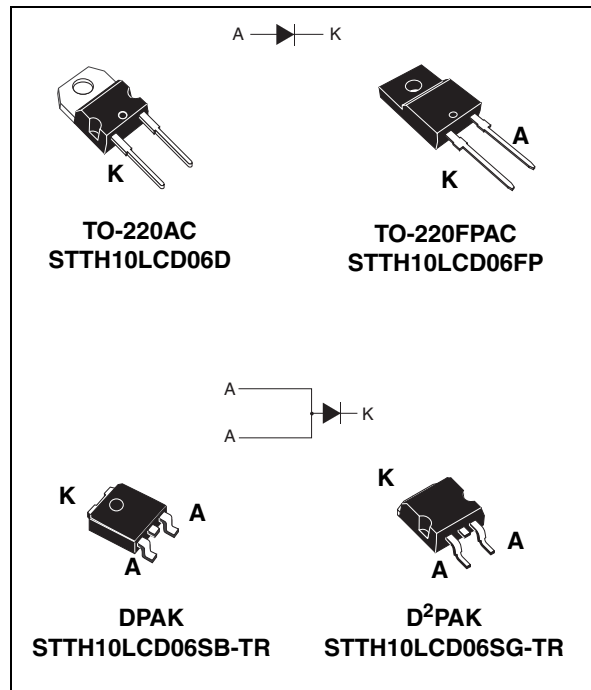 A K
A
K K
TO-220AC TO-220FPAC
STTH10LCD06D STTH10LCD06FP
A
K
A
K K
A A
A A
DPAK D²PAK
STTH10LCD06SB-TR STTH10LCD06SG-TR